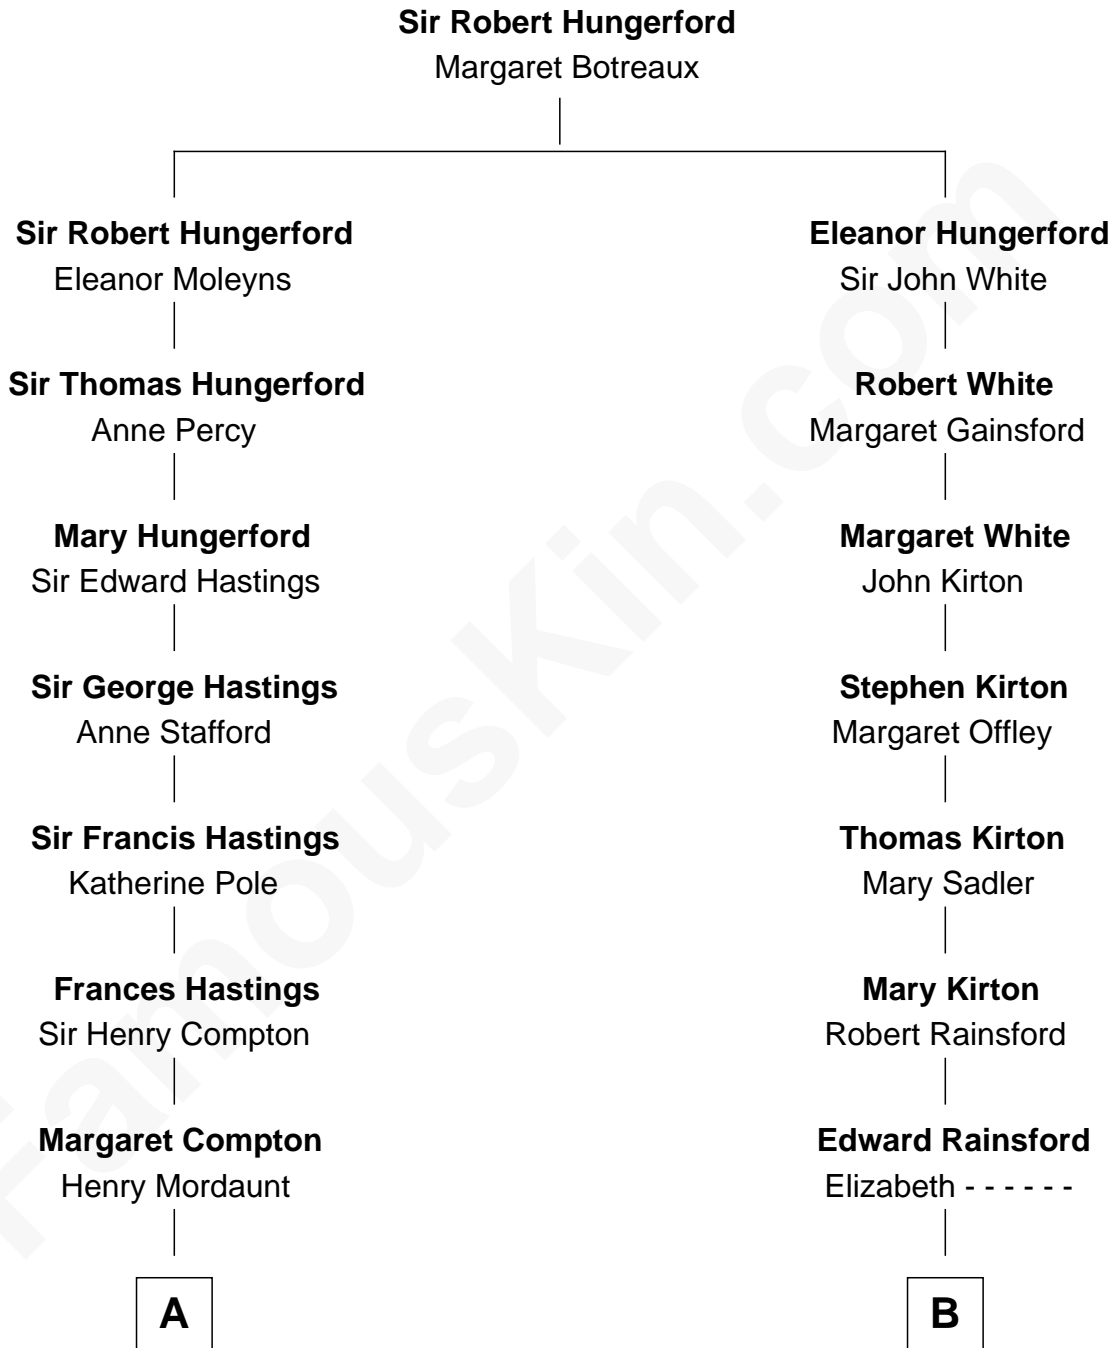 Sir Robert Hungerford
Margaret Botreaux
Sir Robert Hungerford
Eleanor Moleyns
Sir Thomas Hungerford
Anne Percy
Mary Hungerford
Sir Edward Hastings
Sir George Hastings
Anne Stafford
Sir Francis Hastings
Katherine Pole
Frances Hastings
Sir Henry Compton
Margaret Compton
Henry Mordaunt
A
Eleanor Hungerford
Sir John White
Robert White
Margaret Gainsford
Margaret White
John Kirton
Stephen Kirton
Margaret Offley
Thomas Kirton
Mary Sadler
Mary Kirton
Robert Rainsford
Edward Rainsford
Elizabeth - - - - - -
B
FamousKin.com